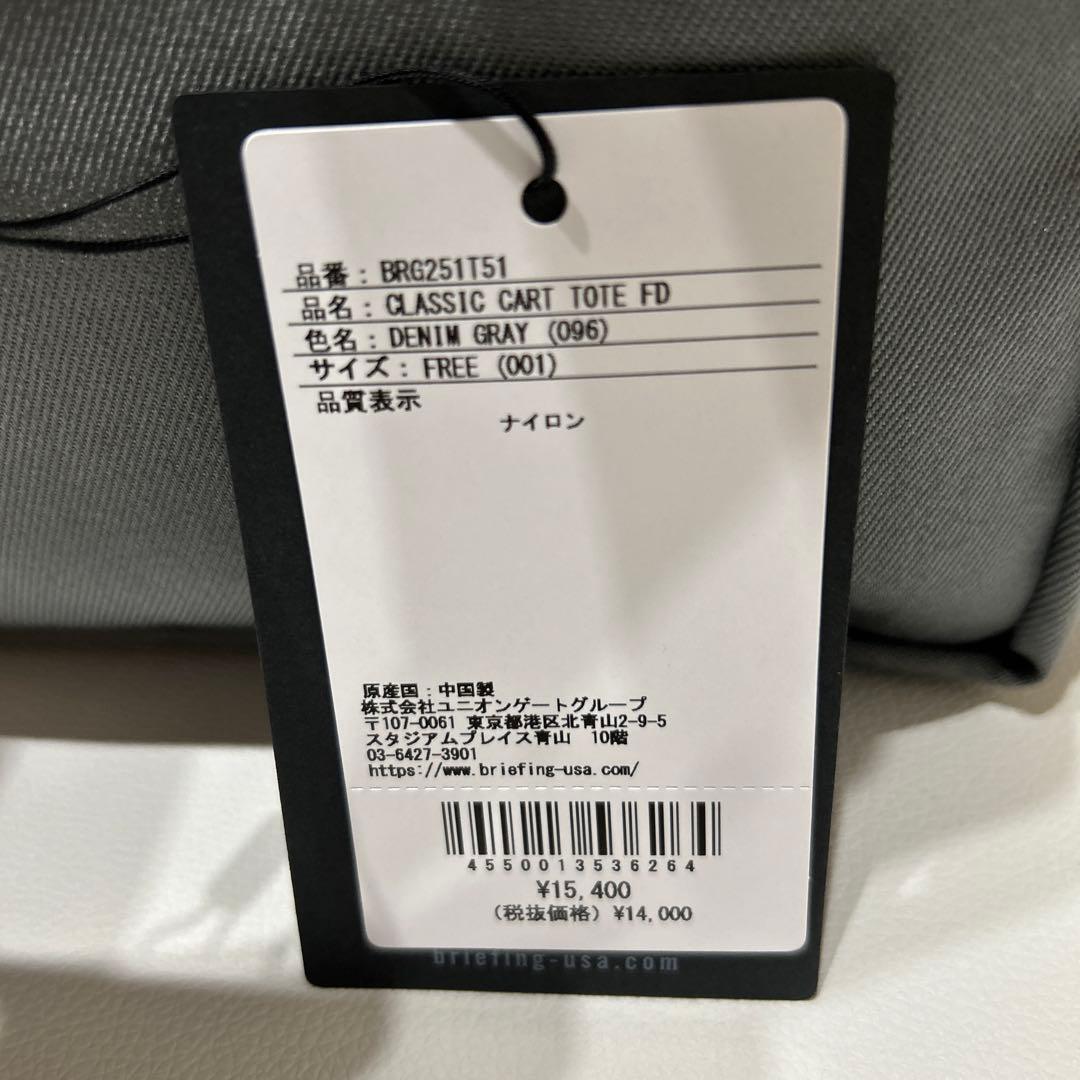 品番：BRG251T51
品名：CLASSIC CART TOTE FD
色名：DENIM GRAY (096)
サイズ：FREE (001)
品質表示
ナイロン
原産国：中国製
株式会社ユニオンゲートグループ
〒107-0061 東京都港区北青山2-9-5
スタジアムプレイス青山 10階
03-6427-3901
https://www.briefing-usa.com/
4550013536264
¥15,400
(税抜価格) ¥14,000
briefing-usa.com